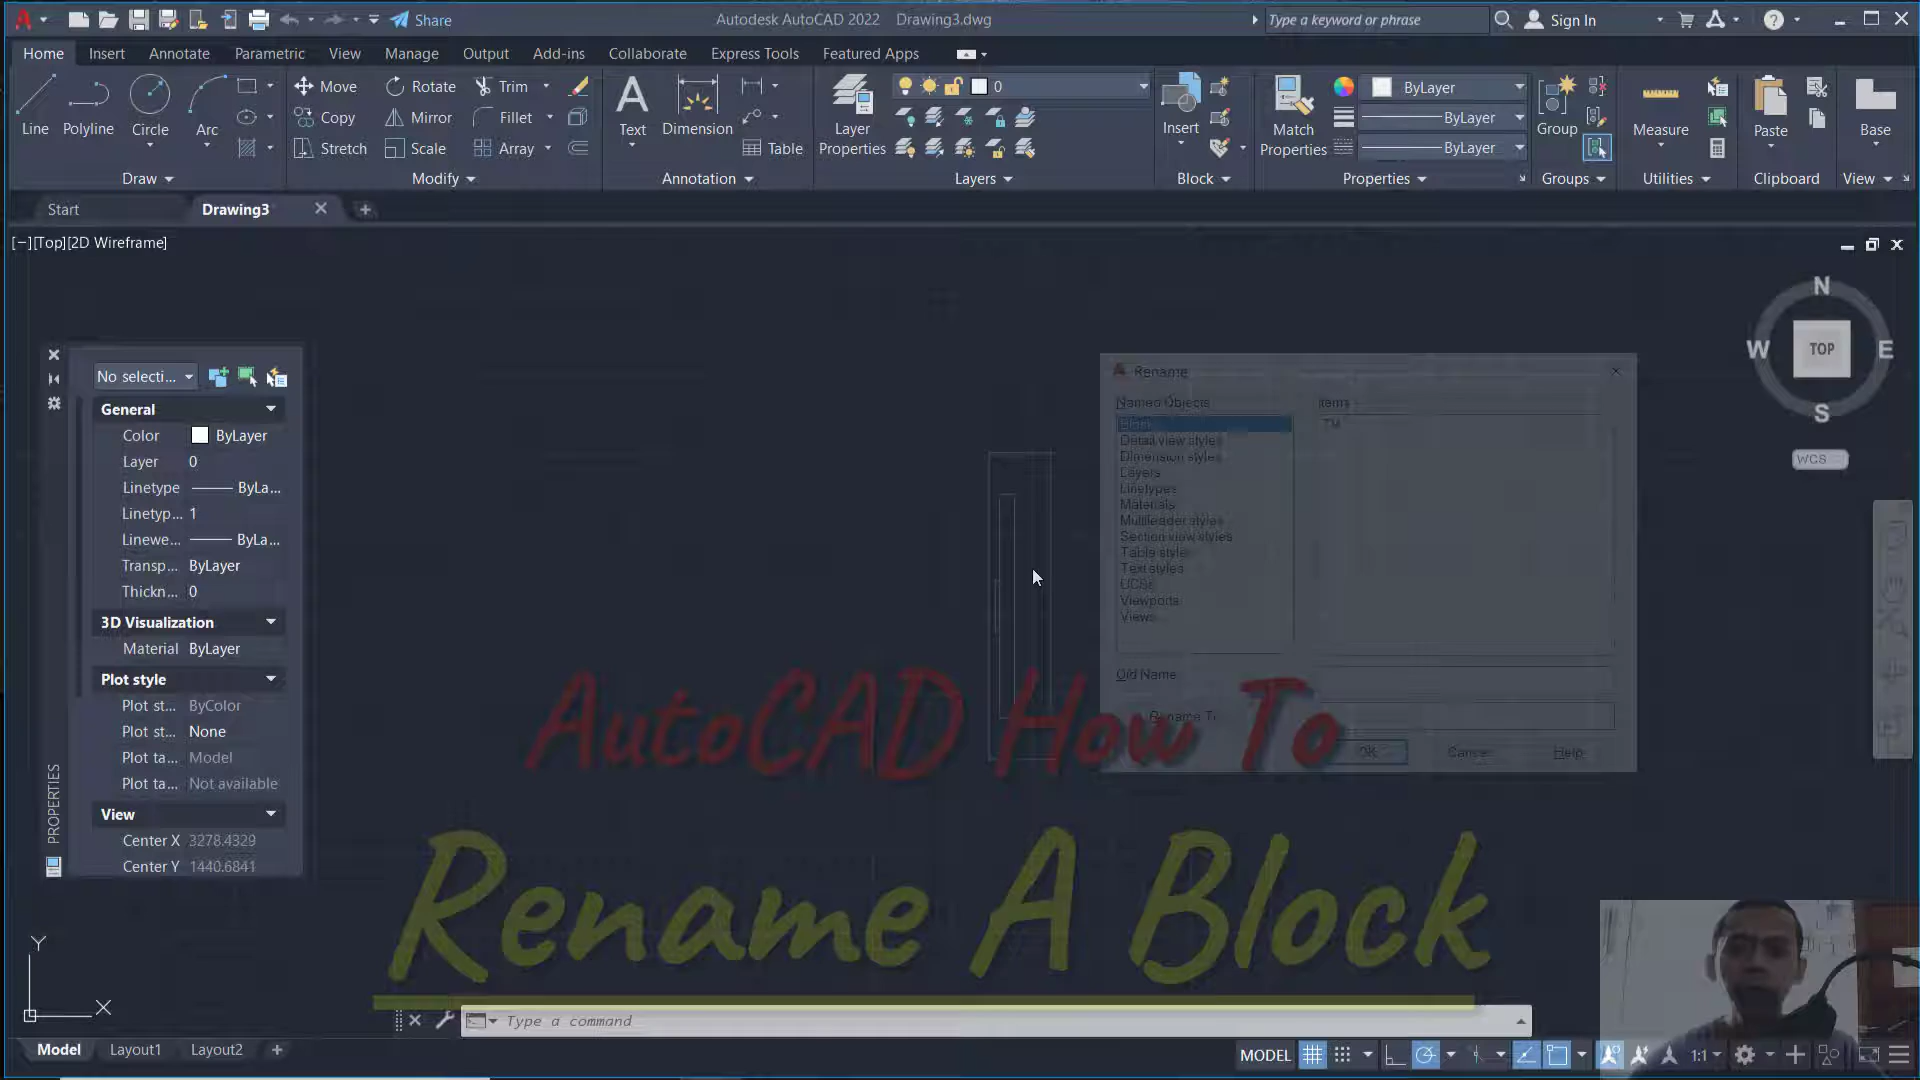 Share
Autodesk AutoCAD 2022 Drawing3.dwg
Type a keyword or phrase
Sign In
Home Insert Annotate Parametric View Manage Output Add-ins Collaborate Express Tools Featured Apps
Line Polyline Circle Arc
Move Rotate Trim
Copy Mirror Fillet
Stretch Scale Array
Text Dimension Table
Layer Properties
0
Insert
Match Properties
ByLayer
ByLayer
ByLayer
Group Measure Paste Base
Draw Modify Annotation Layers Block Properties Groups Utilities Clipboard View
Start Drawing3
[−][Top][2D Wireframe]
N
W TOP E
S
WCS
No selecti...
General
Color ByLayer
Layer 0
Linetype ByLa...
Linetyp... 1
Linewe... ByLa...
Transp... ByLayer
Thickn... 0
3D Visualization
Material ByLayer
Plot style
Plot st... ByColor
Plot st... None
Plot ta... Model
Plot ta... Not available
View
Center X 3278.4329
Center Y 1440.6841
PROPERTIES
Rename
Named Objects Items
Detail view styles
Dimension styles
Layers
Linetypes
Materials
Multileader styles
Section view styles
Table styles
Text styles
UCSs
Viewports
Views
Old Name
OK Cancel Help
AutoCAD How To
Rename A Block
Y
X
Type a command
Model Layout1 Layout2
MODEL
1:1